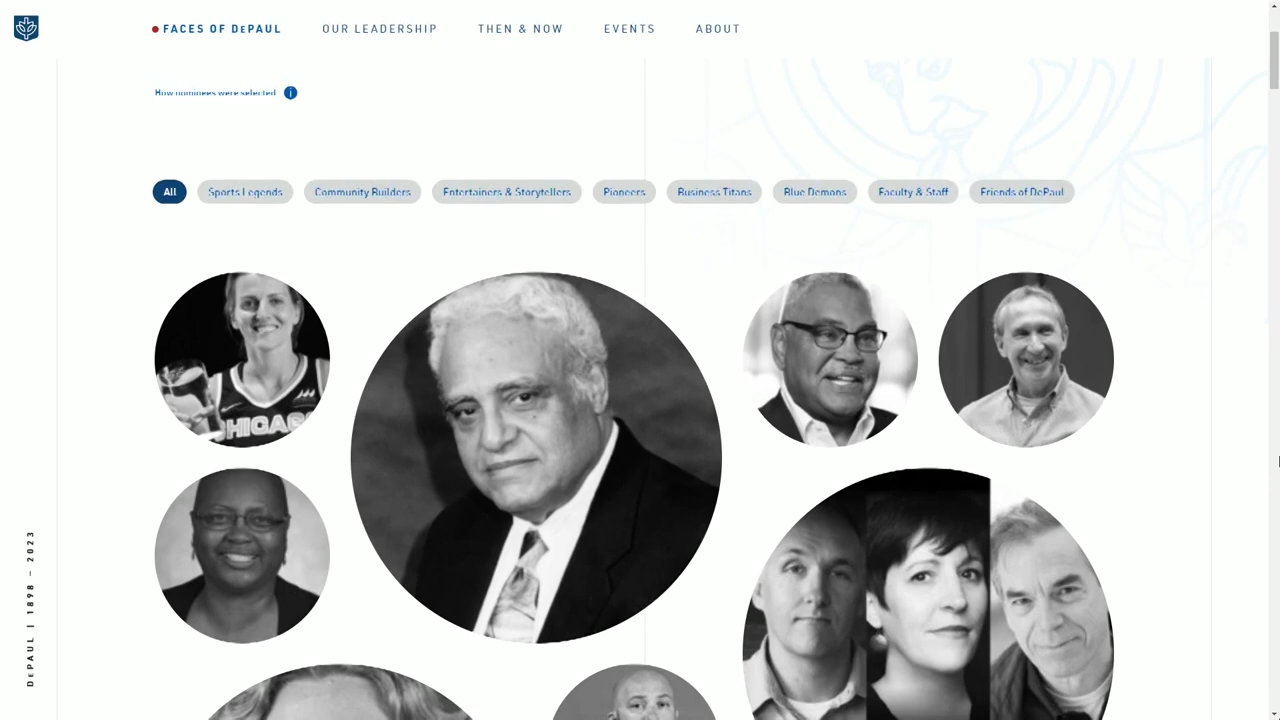 FACES OF DEPAUL OUR LEADERSHIP THEN & NOW EVENTS ABOUT
How nominees were selected i
All Sports Legends Community Builders Entertainers & Storytellers Pioneers Business Titans Blue Demons Faculty & Staff Friends of DePaul
CHICAG
DEPAUL | 1898 – 2023